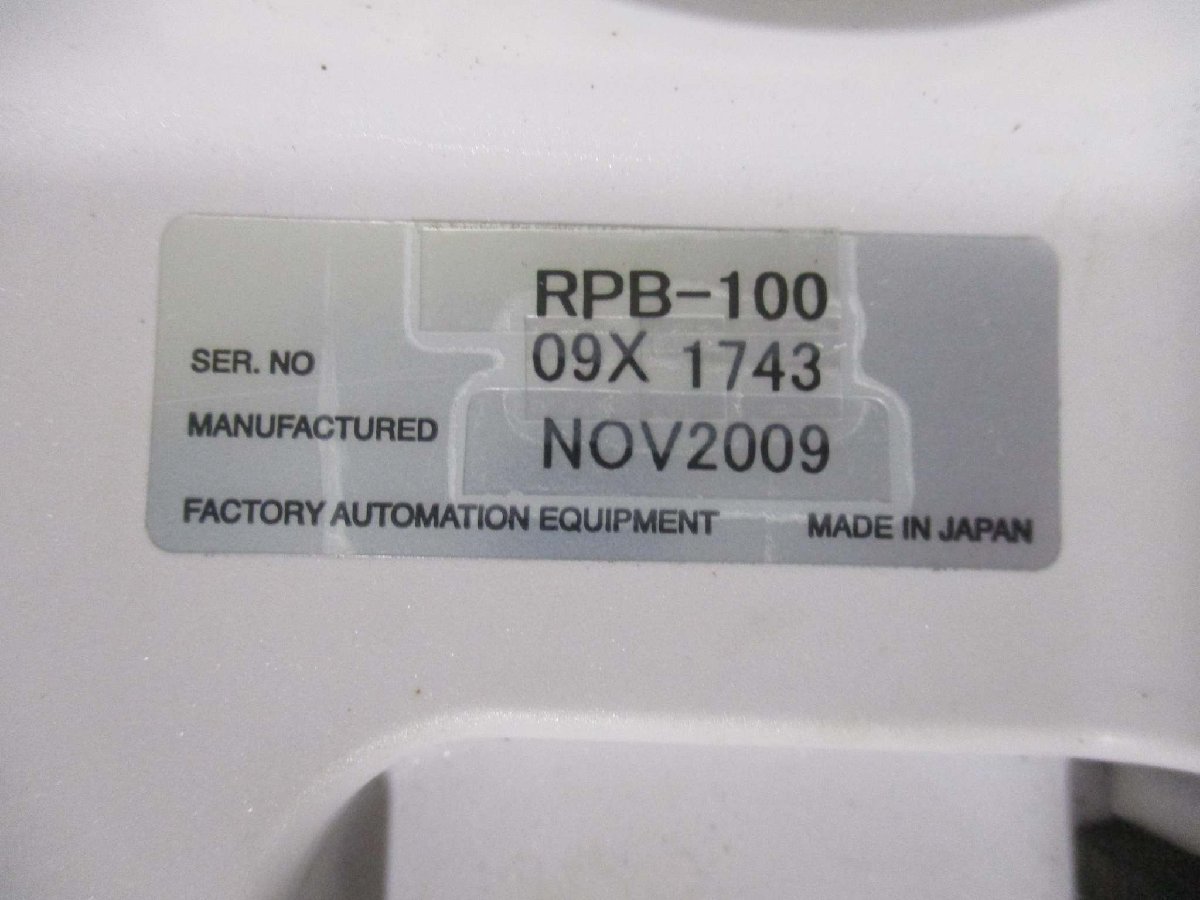 RPB-100
SER. NO 09X 1743
MANUFACTURED NOV2009
FACTORY AUTOMATION EQUIPMENT MADE IN JAPAN